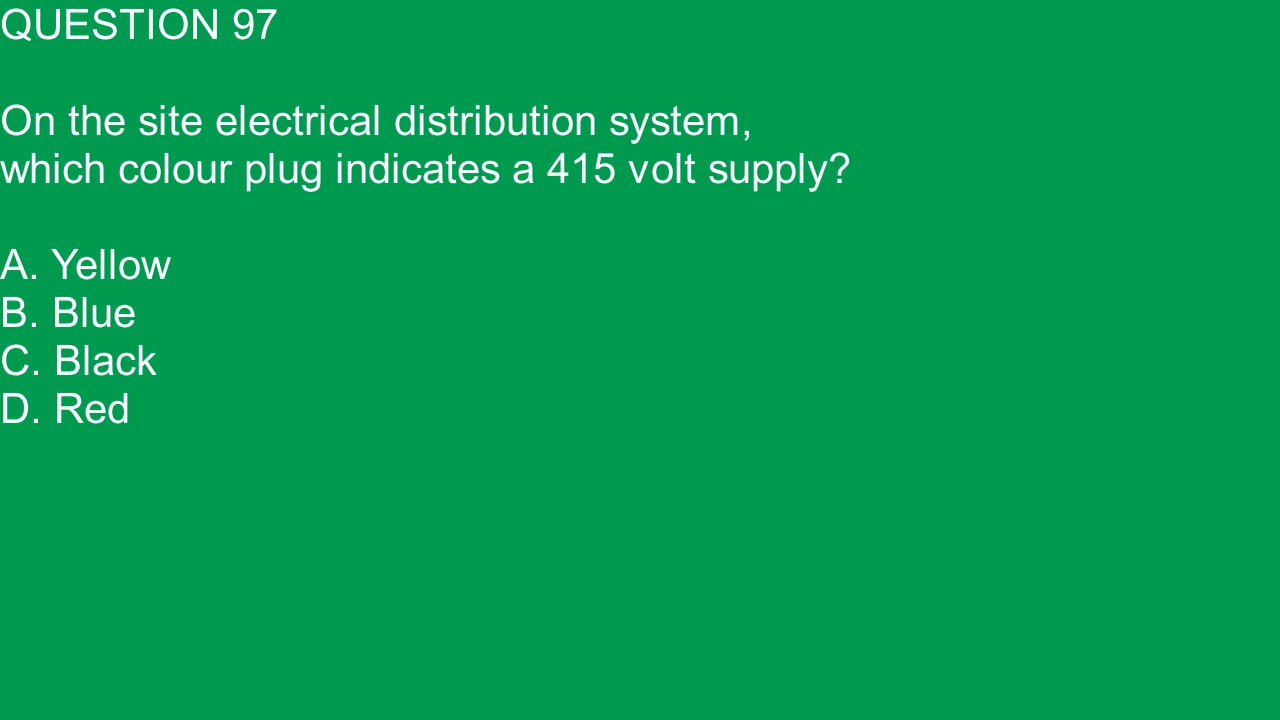 QUESTION 97
On the site electrical distribution system,
which colour plug indicates a 415 volt supply?
A. Yellow
B. Blue
C. Black
D. Red